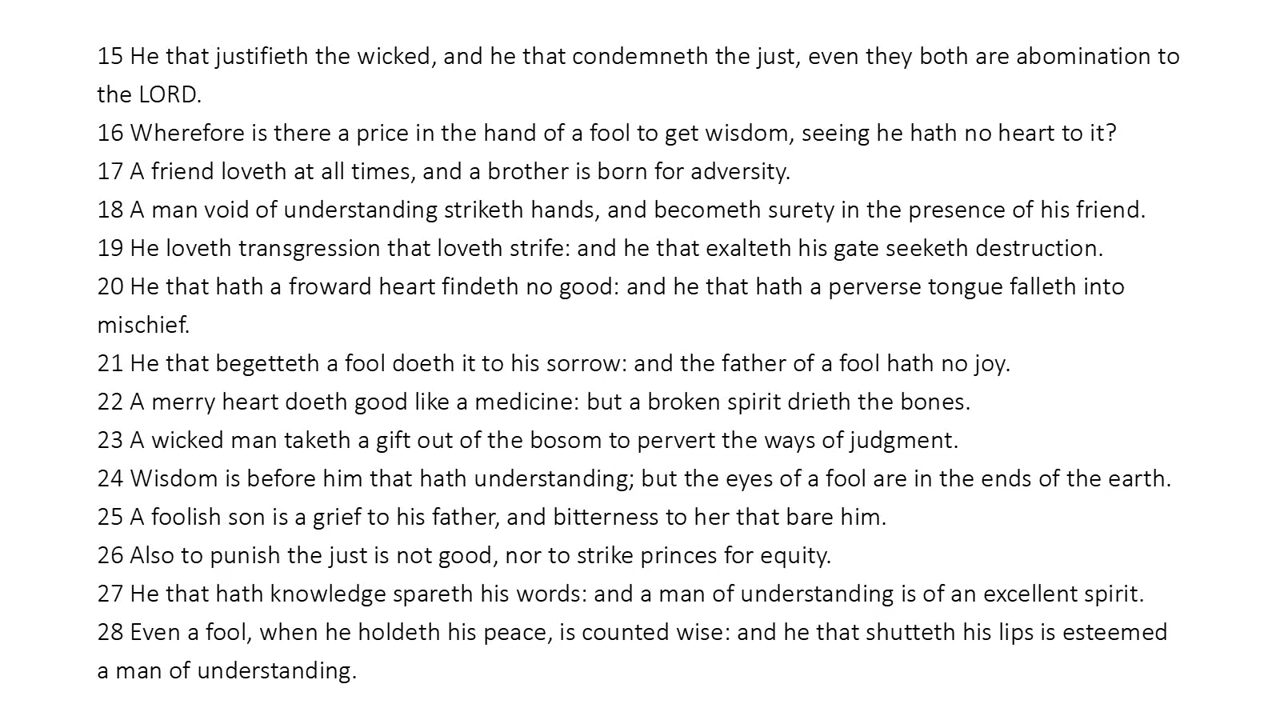 15 He that justifieth the wicked, and he that condemneth the just, even they both are abomination to
the LORD.
16 Wherefore is there a price in the hand of a fool to get wisdom, seeing he hath no heart to it?
17 A friend loveth at all times, and a brother is born for adversity.
18 A man void of understanding striketh hands, and becometh surety in the presence of his friend.
19 He loveth transgression that loveth strife: and he that exalteth his gate seeketh destruction.
20 He that hath a froward heart findeth no good: and he that hath a perverse tongue falleth into
mischief.
21 He that begetteth a fool doeth it to his sorrow: and the father of a fool hath no joy.
22 A merry heart doeth good like a medicine: but a broken spirit drieth the bones.
23 A wicked man taketh a gift out of the bosom to pervert the ways of judgment.
24 Wisdom is before him that hath understanding; but the eyes of a fool are in the ends of the earth.
25 A foolish son is a grief to his father, and bitterness to her that bare him.
26 Also to punish the just is not good, nor to strike princes for equity.
27 He that hath knowledge spareth his words: and a man of understanding is of an excellent spirit.
28 Even a fool, when he holdeth his peace, is counted wise: and he that shutteth his lips is esteemed
a man of understanding.